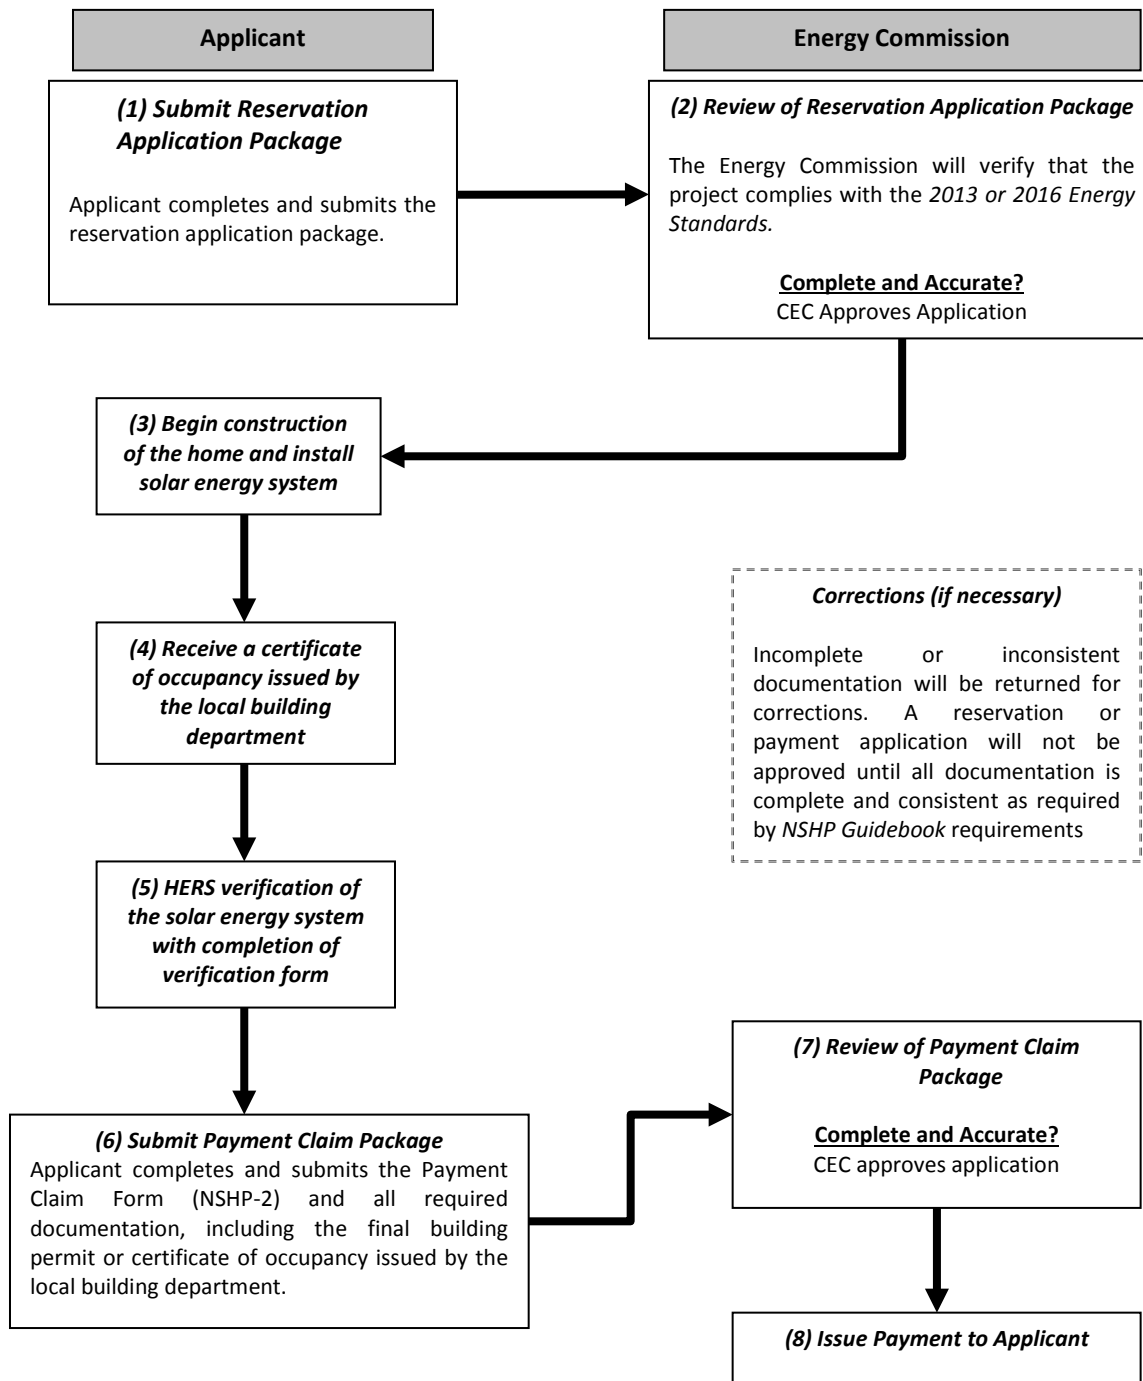 Applicant
Energy Commission
(1) Submit Reservation
Application Package
Applicant completes and submits the
reservation application package.
(2) Review of Reservation Application Package
The Energy Commission will verify that the
project complies with the 2013 or 2016 Energy
Standards.
Complete and Accurate?
CEC Approves Application
(3) Begin construction
of the home and install
solar energy system
(4) Receive a certificate
of occupancy issued by
the local building
department
Corrections (if necessary)
Incomplete or inconsistent
documentation will be returned for
corrections. A reservation or
payment application will not be
approved until all documentation is
complete and consistent as required
by NSHP Guidebook requirements
(5) HERS verification of
the solar energy system
with completion of
verification form
(6) Submit Payment Claim Package
Applicant completes and submits the Payment
Claim Form (NSHP-2) and all required
documentation, including the final building
permit or certificate of occupancy issued by the
local building department.
(7) Review of Payment Claim
Package
Complete and Accurate?
CEC approves application
(8) Issue Payment to Applicant